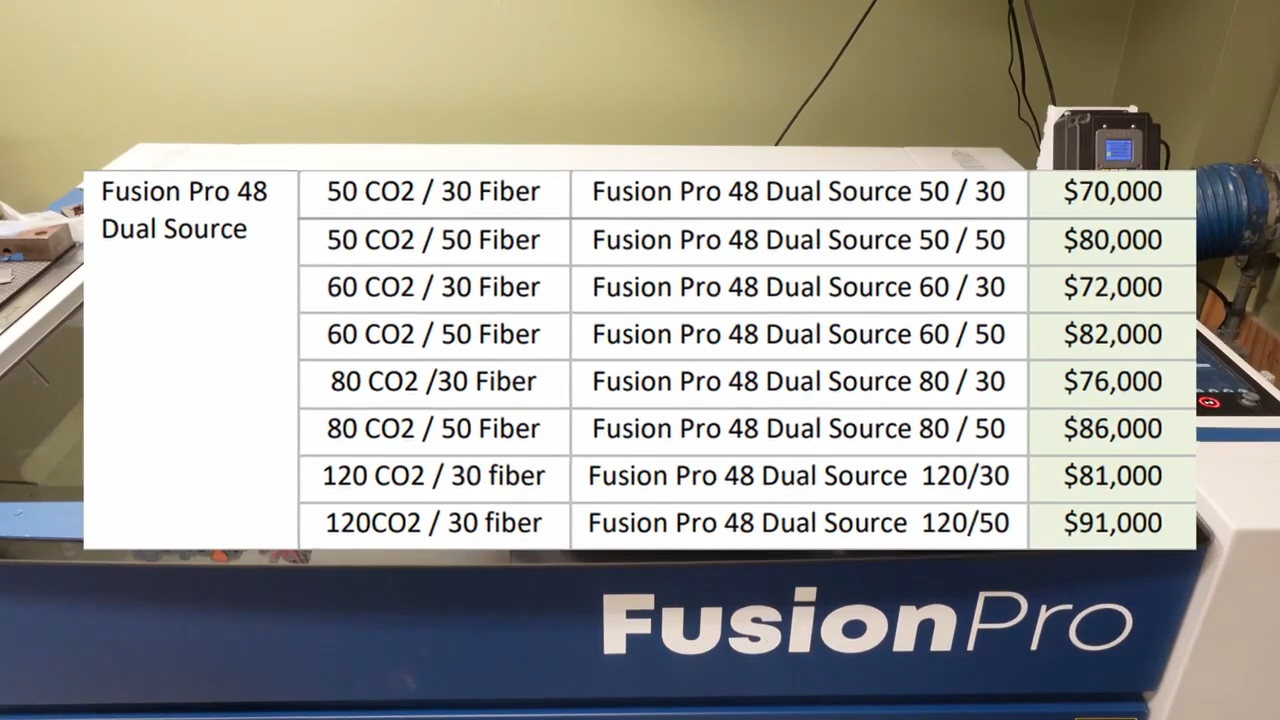 Fusion Pro 48
Dual Source
50 CO2 / 30 Fiber Fusion Pro 48 Dual Source 50 / 30 $70,000
50 CO2 / 50 Fiber Fusion Pro 48 Dual Source 50 / 50 $80,000
60 CO2 / 30 Fiber Fusion Pro 48 Dual Source 60 / 30 $72,000
60 CO2 / 50 Fiber Fusion Pro 48 Dual Source 60 / 50 $82,000
80 CO2 /30 Fiber Fusion Pro 48 Dual Source 80 / 30 $76,000
80 CO2 / 50 Fiber Fusion Pro 48 Dual Source 80 / 50 $86,000
120 CO2 / 30 fiber Fusion Pro 48 Dual Source 120/30 $81,000
120CO2 / 30 fiber Fusion Pro 48 Dual Source 120/50 $91,000
FusionPro